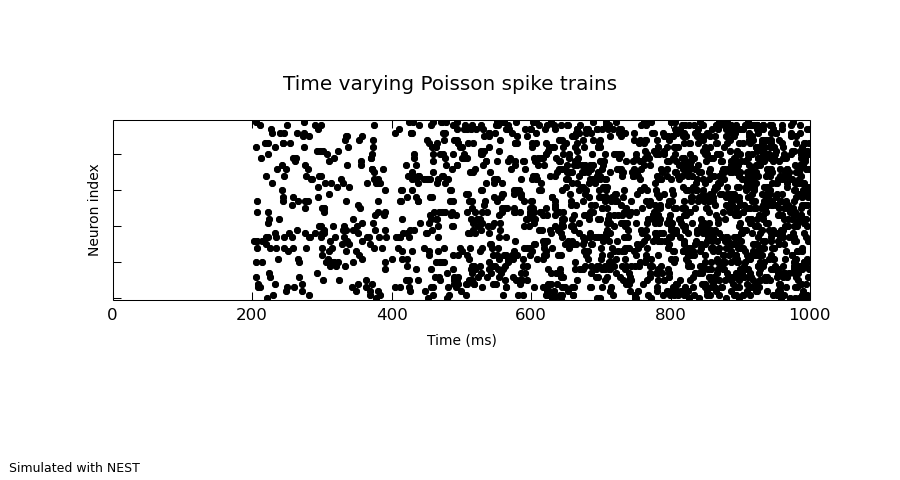 Time varying Poisson spike trains
Neuron index
0 200 400 600 800 1000
Time (ms)
Simulated with NEST